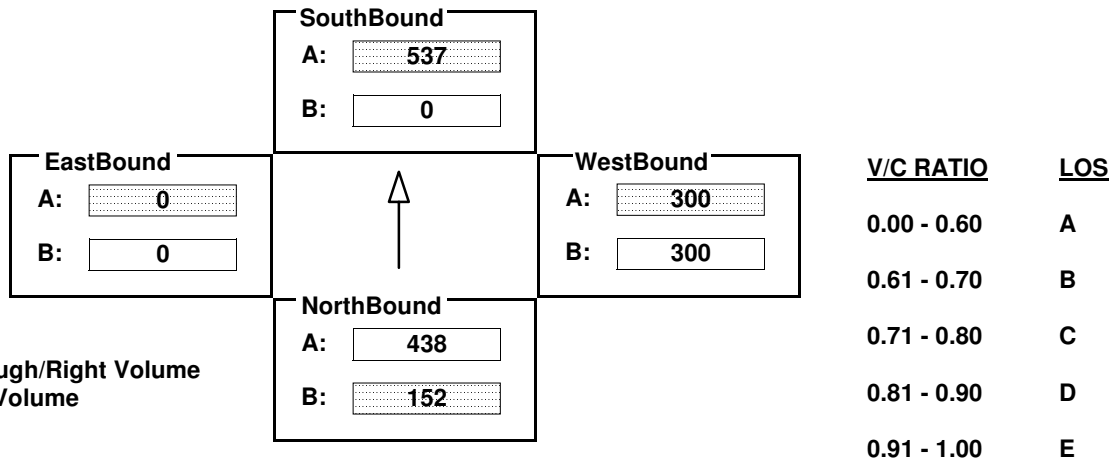 SouthBound
A: 537
B: 0
EastBound
A: 0
B: 0
WestBound
A: 300
B: 300
NorthBound
A: 438
B: 152
ugh/Right Volume
Volume
V/C RATIO LOS
0.00 - 0.60 A
0.61 - 0.70 B
0.71 - 0.80 C
0.81 - 0.90 D
0.91 - 1.00 E